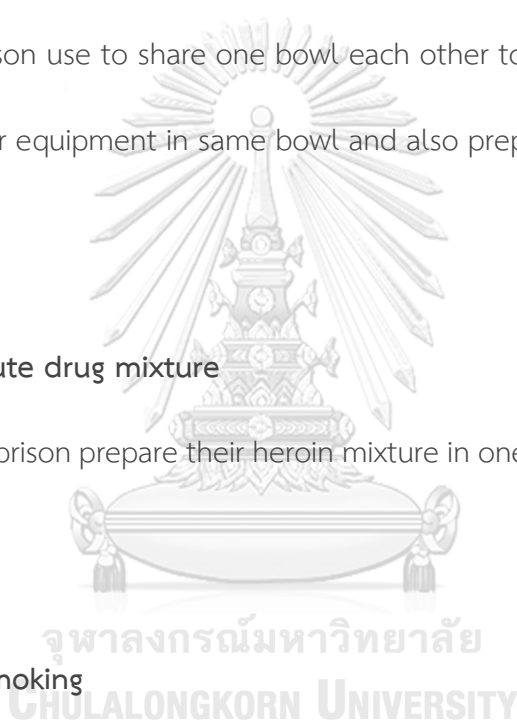 son use to share one bowl each other to
r equipment in same bowl and also prep
ute drug mixture
prison prepare their heroin mixture in one
จุฬาลงกรณ์มหาวิทยาลัย
noking
CHULALONGKORN UNIVERSITY